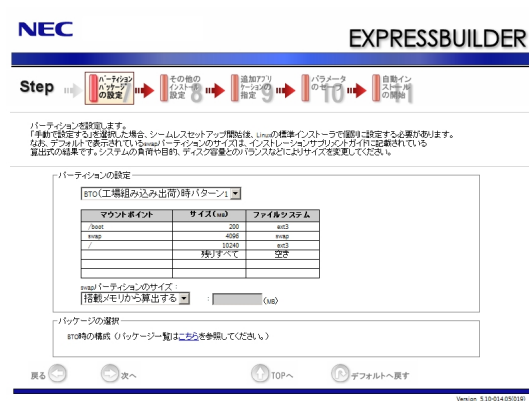 NEC
EXPRESSBUILDER
Step
パーティション/パッケージの設定 7
その他のインストール設定 8
追加アプリケーションの指定 9
パラメータのセーブ 10
自動インストールの開始 11
パーティションを設定します。
「手動で設定する」を選択した場合、シームレスセットアップ開始後、Linuxの標準インストーラで個別に設定する必要があります。
なお、デフォルトで表示されているswapパーティションのサイズは、インストレーションサプリメントガイドに記載されている
算出式の結果です。システムの負荷や目的、ディスク容量とのバランスなどによりサイズを変更してください。
パーティションの設定
BTO(工場組み込み出荷)時パターン1
マウントポイント サイズ(MB) ファイルシステム
/boot 200 ext3
swap 4096 swap
/ 10240 ext3
残りすべて 空き
swapパーティションのサイズ:
搭載メモリから算出する : (MB)
パッケージの選択
BTO時の構成 (パッケージ一覧はこちらを参照してください。)
戻る 次へ TOPへ デフォルトへ戻す
Version 5.10-014.05(019)